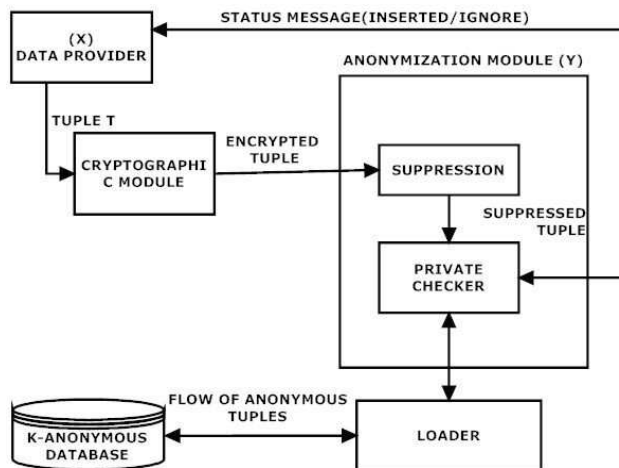 STATUS MESSAGE(INSERTED/IGNORE)
(X)
DATA PROVIDER
ANONYMIZATION MODULE (Y)
TUPLE T
ENCRYPTED
TUPLE
CRYPTOGRAPHI
C MODULE
SUPPRESSION
SUPPRESSED
TUPLE
PRIVATE
CHECKER
FLOW OF ANONYMOUS
TUPLES
K-ANONYMOUS
DATABASE
LOADER